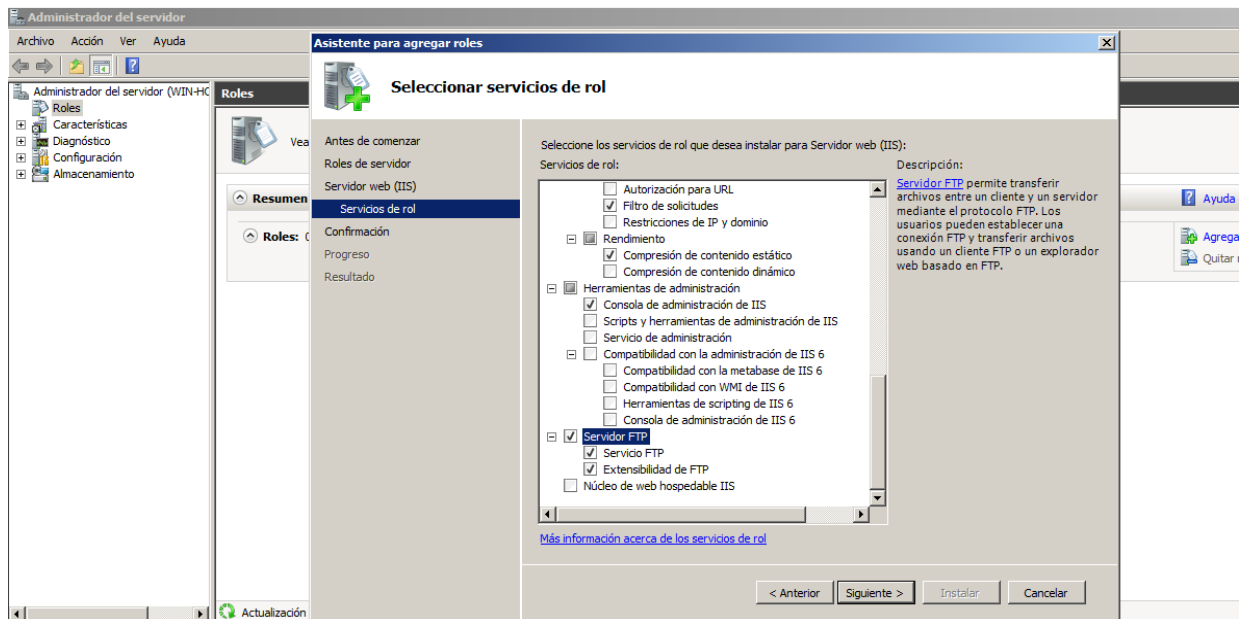 Administrador del servidor
Archivo Acción Ver Ayuda
Administrador del servidor (WIN-HC
Roles
Características
Diagnóstico
Configuración
Almacenamiento
Roles
Vea
Resumen
Roles:
Actualización
Ayuda
Agrega
Quitar
Asistente para agregar roles
Seleccionar servicios de rol
Antes de comenzar
Roles de servidor
Servidor web (IIS)
Servicios de rol
Confirmación
Progreso
Resultado
Seleccione los servicios de rol que desea instalar para Servidor web (IIS):
Servicios de rol:
Autorización para URL
Filtro de solicitudes
Restricciones de IP y dominio
Rendimiento
Compresión de contenido estático
Compresión de contenido dinámico
Herramientas de administración
Consola de administración de IIS
Scripts y herramientas de administración de IIS
Servicio de administración
Compatibilidad con la administración de IIS 6
Compatibilidad con la metabase de IIS 6
Compatibilidad con WMI de IIS 6
Herramientas de scripting de IIS 6
Consola de administración de IIS 6
Servidor FTP
Servicio FTP
Extensibilidad de FTP
Núcleo de web hospedable IIS
Descripción:
Servidor FTP permite transferir
archivos entre un cliente y un servidor
mediante el protocolo FTP. Los
usuarios pueden establecer una
conexión FTP y transferir archivos
usando un cliente FTP o un explorador
web basado en FTP.
Más información acerca de los servicios de rol
< Anterior Siguiente > Instalar Cancelar